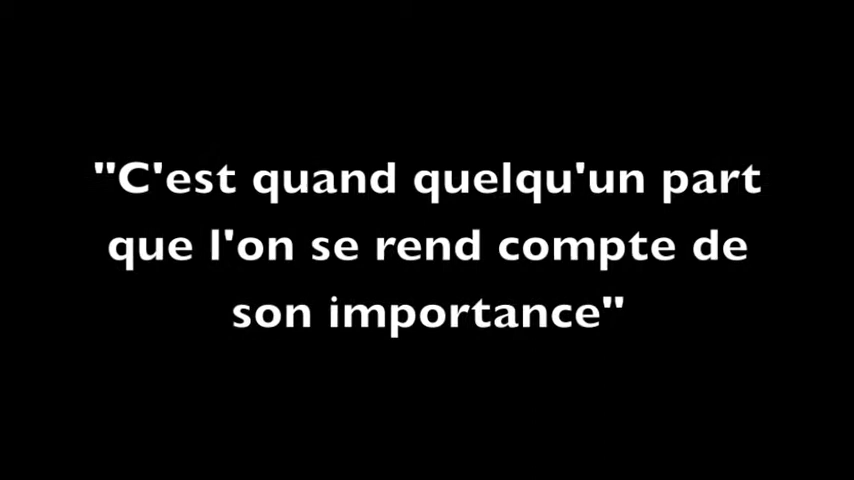 "C'est quand quelqu'un part
que l'on se rend compte de
son importance"